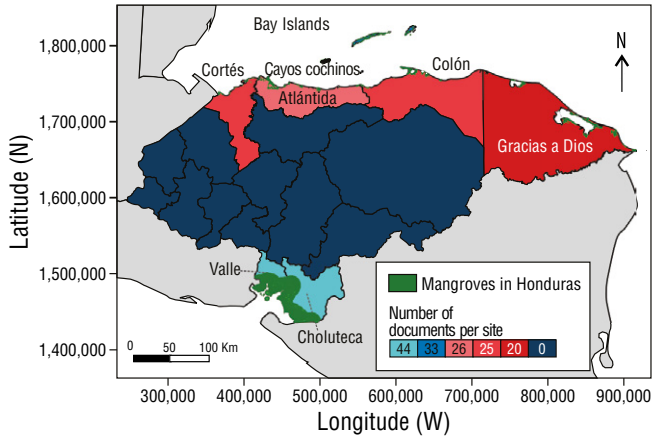 Bay Islands
N
1,800,000
Cortés
Cayos cochinos
Colón
Atlántida
1,700,000
Gracias a Dios
Latitude (N)
1,600,000
Valle
1,500,000
Mangroves in Honduras
Number of
documents per site
44 33 26 25 20 0
Choluteca
0 50 100 Km
1,400,000
300,000 400,000 500,000 600,000 700,000 800,000 900,000
Longitude (W)